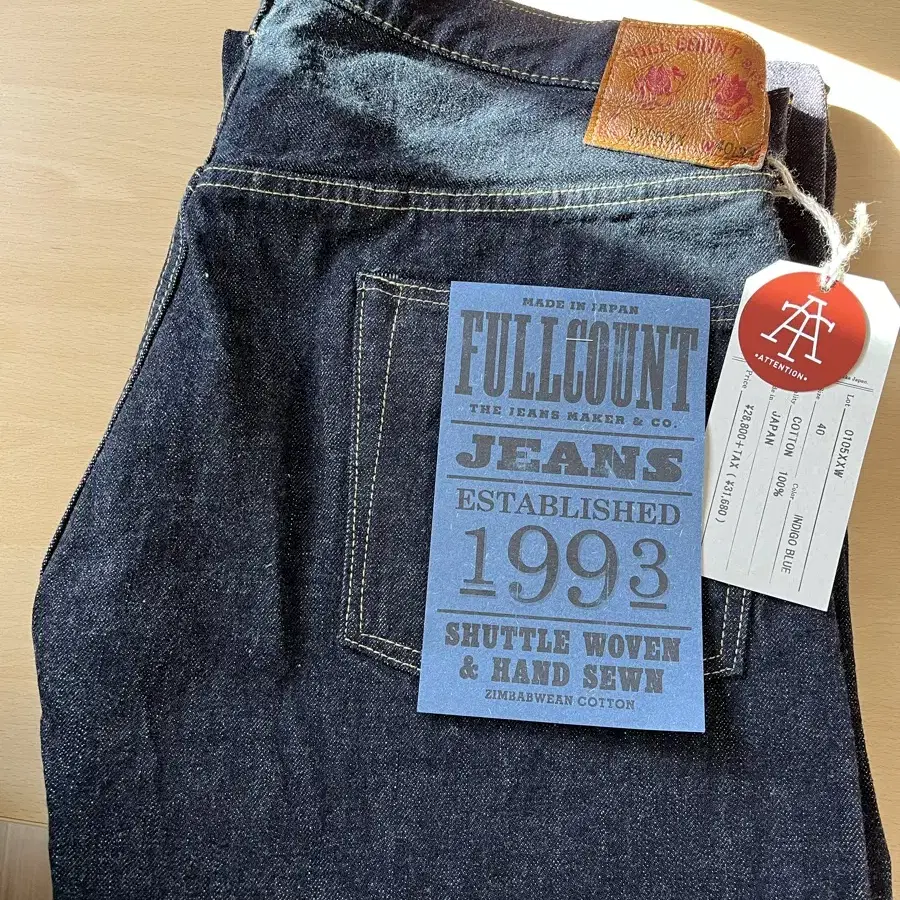 FULL COUNT
MADE IN JAPAN
FULLCOUNT
THE JEANS MAKER & CO.
JEANS
ESTABLISHED
1993
SHUTTLE WOVEN
& HAND SEWN
ZIMBABWEAN COTTON
•ATTENTION•
Japan.
Lot 0105XXW
40
COTTON 100% Color INDIGO BLUE
JAPAN
Price ¥28,800+TAX (¥31,680)